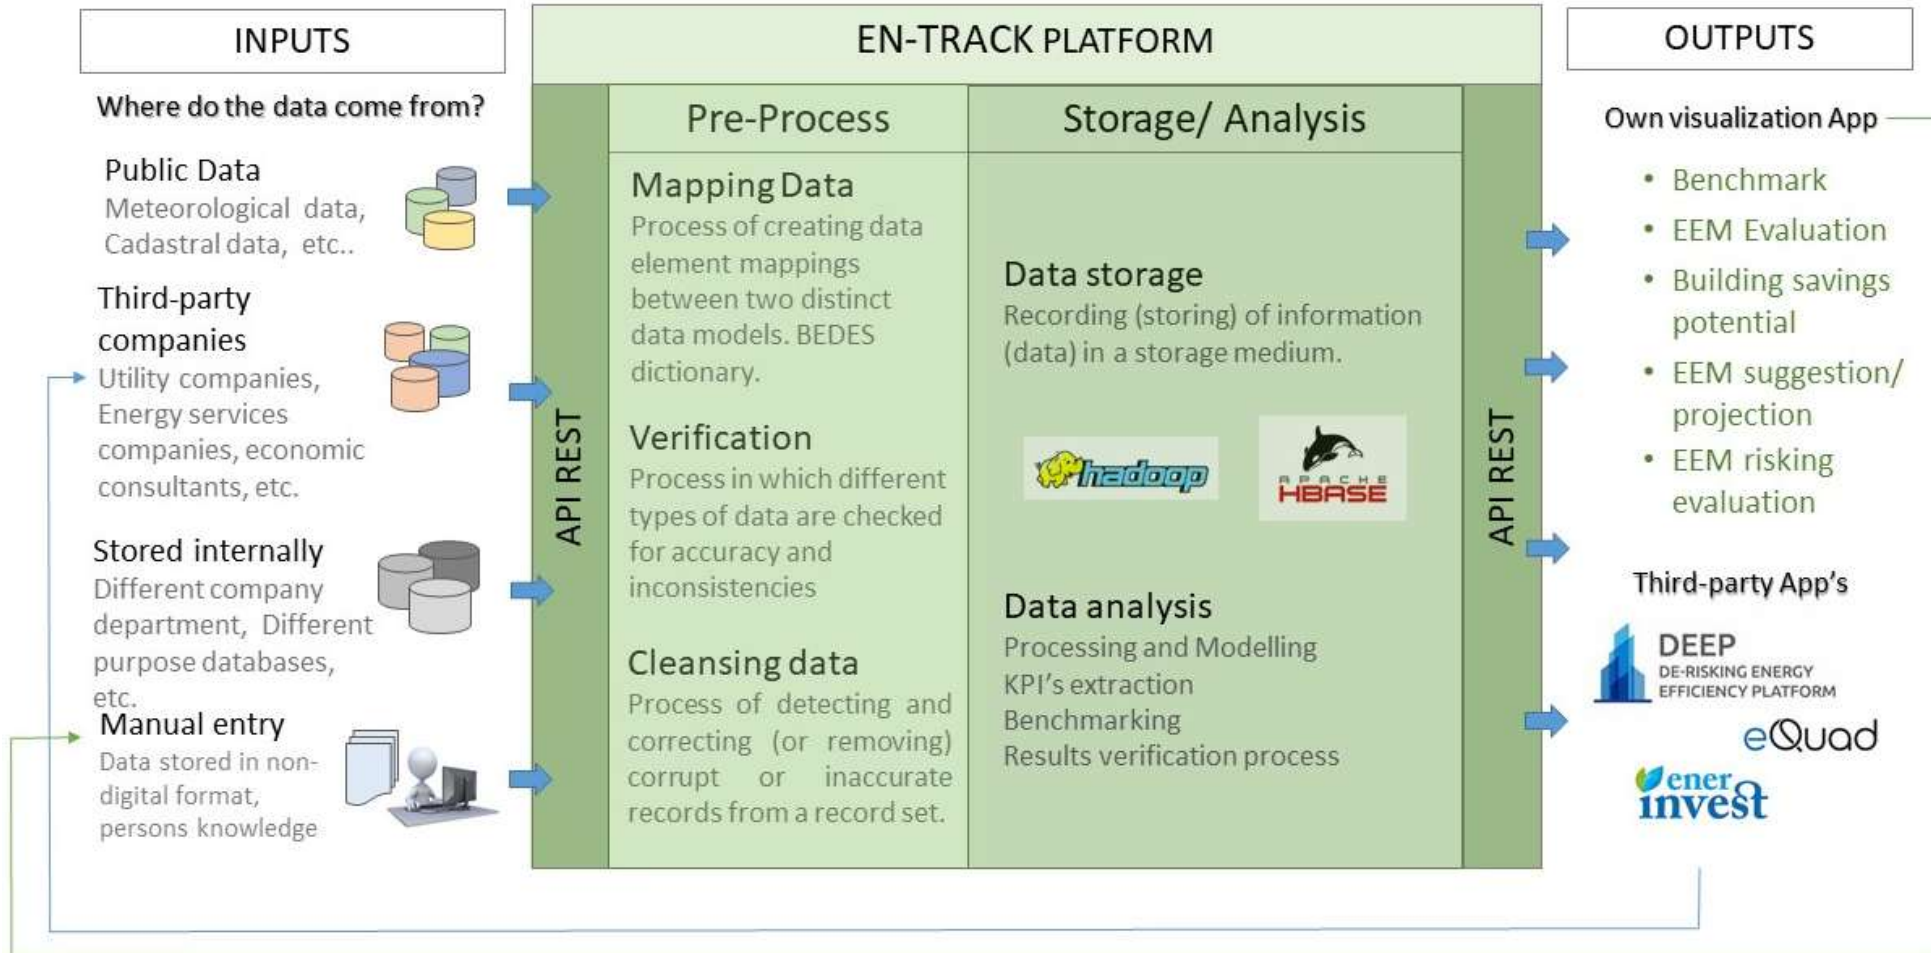 INPUTS
Where do the data come from?
Public Data
Meteorological data,
Cadastral data, etc..
Third-party
companies
Utility companies,
Energy services
companies, economic
consultants, etc.
Stored internally
Different company
department, Different
purpose databases,
etc.
Manual entry
Data stored in non-
digital format,
persons knowledge
EN-TRACK PLATFORM
API REST
Pre-Process
Mapping Data
Process of creating data
element mappings
between two distinct
data models. BEDES
dictionary.
Verification
Process in which different
types of data are checked
for accuracy and
inconsistencies
Cleansing data
Process of detecting and
correcting (or removing)
corrupt or inaccurate
records from a record set.
Storage/ Analysis
Data storage
Recording (storing) of information
(data) in a storage medium.
hadoop
APACHE
HBASE
Data analysis
Processing and Modelling
KPI's extraction
Benchmarking
Results verification process
API REST
OUTPUTS
Own visualization App
• Benchmark
• EEM Evaluation
• Building savings
potential
• EEM suggestion/
projection
• EEM risking
evaluation
Third-party App's
DEEP
DE-RISKING ENERGY
EFFICIENCY PLATFORM
eQuad
ener
invest